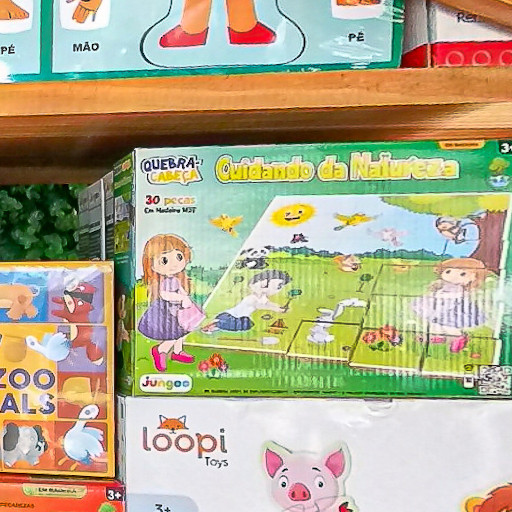 PÉ
MÃO
PÉ
QUEBRA-
CABEÇA
Cuidando da Natureza
30 peças
Em Madeira MDF
3+
Jungoo
ZOO
ALS
loopi
Toys
3+
3+